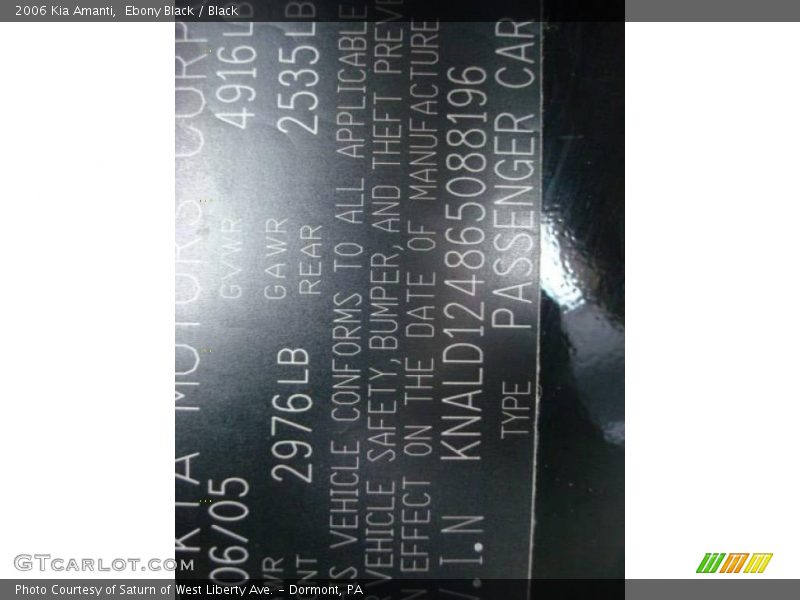 2006 Kia Amanti, Ebony Black / Black
KIA MOTORS CORP
06/05 GVWR 4916LB
2976LB GAWR REAR 2535LB
VEHICLE CONFORMS TO ALL APPLICABLE
VEHICLE SAFETY, BUMPER, AND THEFT
EFFECT ON THE DATE OF MANUFACTURE
V.I.N KNALD124865088196
TYPE PASSENGER CAR
GTcarlot.com
Photo Courtesy of Saturn of West Liberty Ave. - Dormont, PA